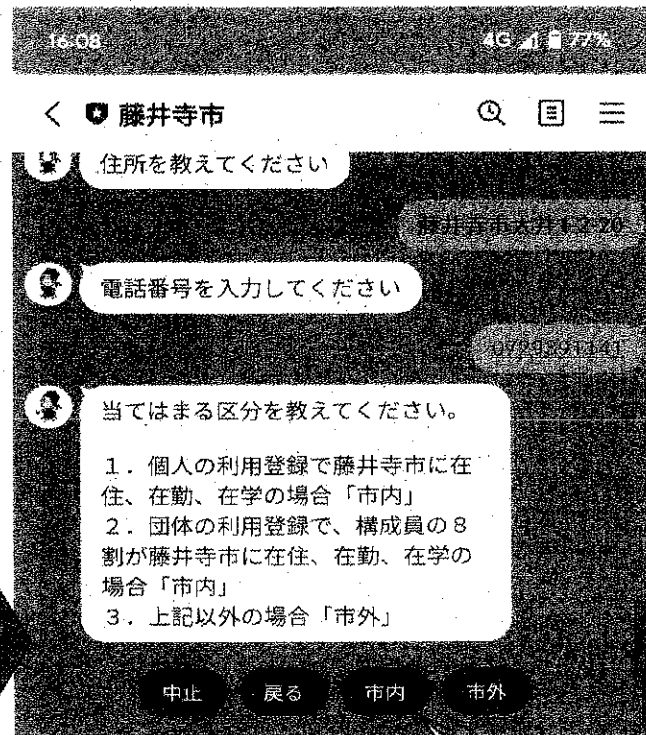 16:08
4G 77%
藤井寺市
住所を教えてください
電話番号を入力してください
当てはまる区分を教えてください。
1．個人の利用登録で藤井寺市に在
住、在勤、在学の場合「市内」
2．団体の利用登録で、構成員の8
割が藤井寺市に在住、在勤、在学の
場合「市内」
3．上記以外の場合「市外」
中止 戻る 市内 市外